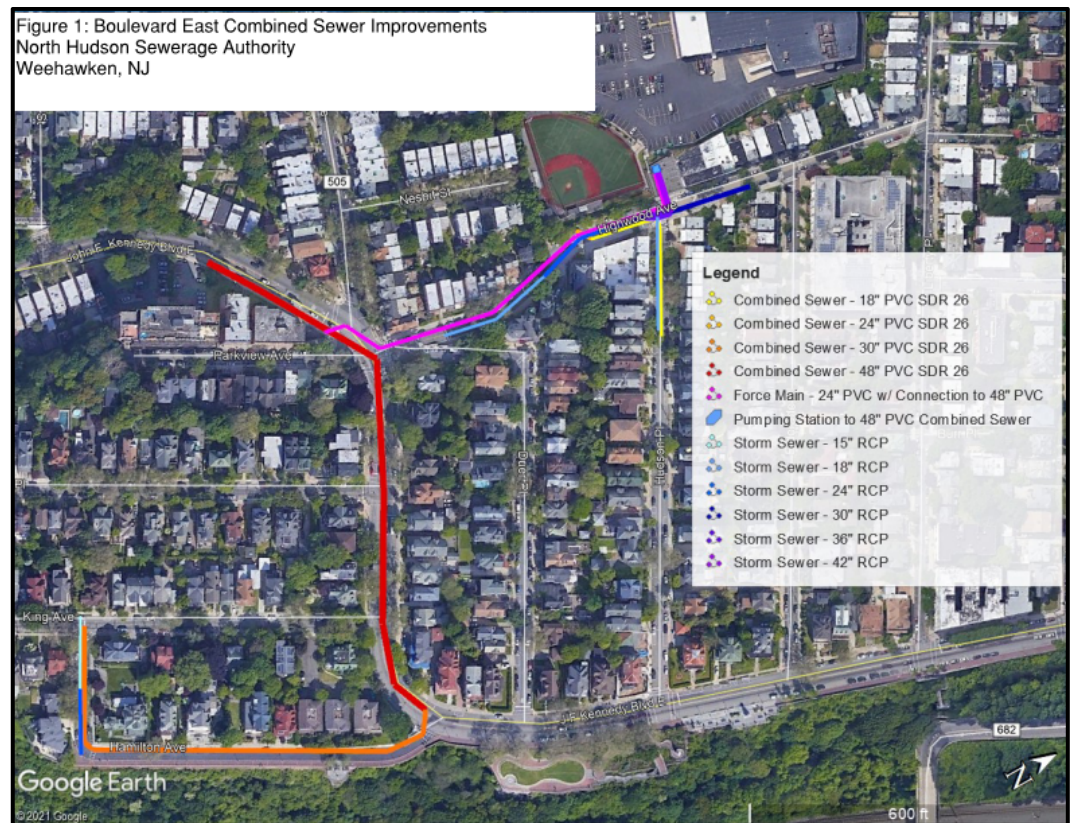 Figure 1: Boulevard East Combined Sewer Improvements
North Hudson Sewerage Authority
Weehawken, NJ
505
Nesbit St
Highwood Ave
John F. Kennedy Blvd E
Parkview Ave
Legend
Combined Sewer - 18" PVC SDR 26
Combined Sewer - 24" PVC SDR 26
Combined Sewer - 30" PVC SDR 26
Combined Sewer - 48" PVC SDR 26
Force Main - 24" PVC w/ Connection to 48" PVC
Pumping Station to 48" PVC Combined Sewer
Storm Sewer - 15" RCP
Storm Sewer - 18" RCP
Storm Sewer - 24" RCP
Storm Sewer - 30" RCP
Storm Sewer - 36" RCP
Storm Sewer - 42" RCP
Duer Pl
Hudson Pl
King Ave
J F Kennedy Blvd E
Hamilton Ave
682
N
Google Earth
©2021 Google
600 ft